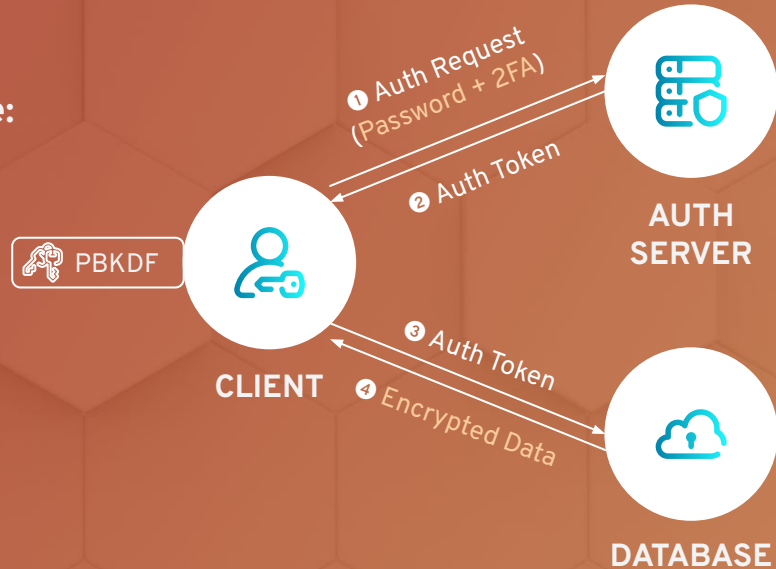 e:
❶ Auth Request
(Password + 2FA)
❷ Auth Token
AUTH
SERVER
PBKDF
CLIENT
❸ Auth Token
❹ Encrypted Data
DATABASE